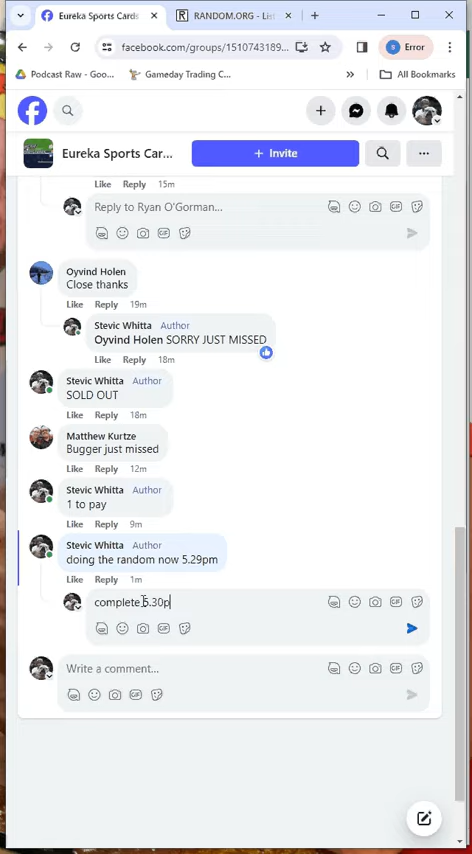 Eureka Sports Cards
RANDOM.ORG - List
facebook.com/groups/1510743189...
Error
Podcast Raw - Goo...
Gameday Trading C...
All Bookmarks
Eureka Sports Car...
+ Invite
Like Reply 15m
Reply to Ryan O'Gorman...
Oyvind Holen
Close thanks
Like Reply 19m
Stevic Whitta Author
Oyvind Holen SORRY JUST MISSED
Like Reply 18m
Stevic Whitta Author
SOLD OUT
Like Reply 18m
Matthew Kurtze
Bugger just missed
Like Reply 12m
Stevic Whitta Author
1 to pay
Like Reply 9m
Stevic Whitta Author
doing the random now 5.29pm
Like Reply 1m
complete 5.30p
GIF
GIF
Write a comment...
GIF
GIF